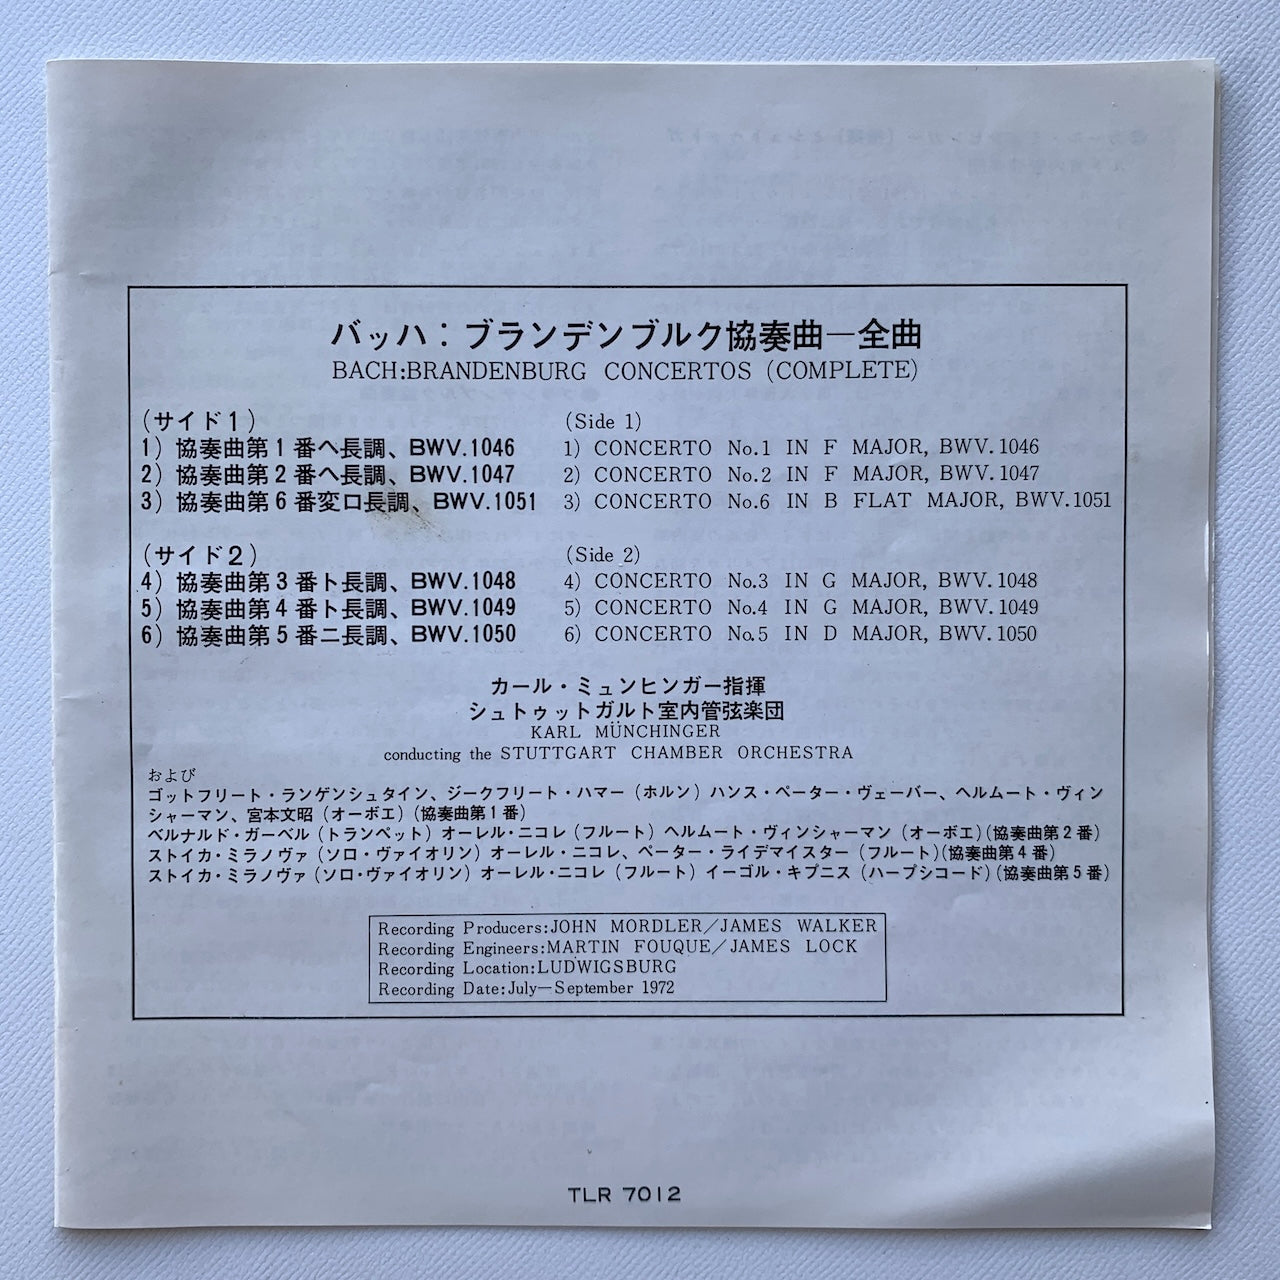 バッハ：ブランデンブルク協奏曲—全曲
BACH:BRANDENBURG CONCERTOS (COMPLETE)
(サイド1)
1) 協奏曲第1番ヘ長調、BWV.1046
2) 協奏曲第2番ヘ長調、BWV.1047
3) 協奏曲第6番変ロ長調、BWV.1051
(Side 1)
1) CONCERTO No.1 IN F MAJOR, BWV.1046
2) CONCERTO No.2 IN F MAJOR, BWV.1047
3) CONCERTO No.6 IN B FLAT MAJOR, BWV.1051
(サイド2)
4) 協奏曲第3番ト長調、BWV.1048
5) 協奏曲第4番ト長調、BWV.1049
6) 協奏曲第5番ニ長調、BWV.1050
(Side 2)
4) CONCERTO No.3 IN G MAJOR, BWV.1048
5) CONCERTO No.4 IN G MAJOR, BWV.1049
6) CONCERTO No.5 IN D MAJOR, BWV.1050
カール・ミュンヒンガー指揮
シュトゥットガルト室内管弦楽団
KARL MÜNCHINGER
conducting the STUTTGART CHAMBER ORCHESTRA
および
ゴットフリート・ランゲンシュタイン、ジークフリート・ハマー（ホルン）ハンス・ペーター・ヴェーバー、ヘルムート・ヴィン
シャーマン、宮本文昭（オーボエ）（協奏曲第1番）
ベルナルド・ガーベル（トランペット）オーレル・ニコレ（フルート）ヘルムート・ヴィンシャーマン（オーボエ）（協奏曲第2番）
ストイカ・ミラノヴァ（ソロ・ヴァイオリン）オーレル・ニコレ、ペーター・ライデマイスター（フルート）（協奏曲第4番）
ストイカ・ミラノヴァ（ソロ・ヴァイオリン）オーレル・ニコレ（フルート）イーゴル・キプニス（ハープシコード）（協奏曲第5番）
Recording Producers:JOHN MORDLER／JAMES WALKER
Recording Engineers:MARTIN FOUQUE／JAMES LOCK
Recording Location:LUDWIGSBURG
Recording Date:July—September 1972
TLR 7012